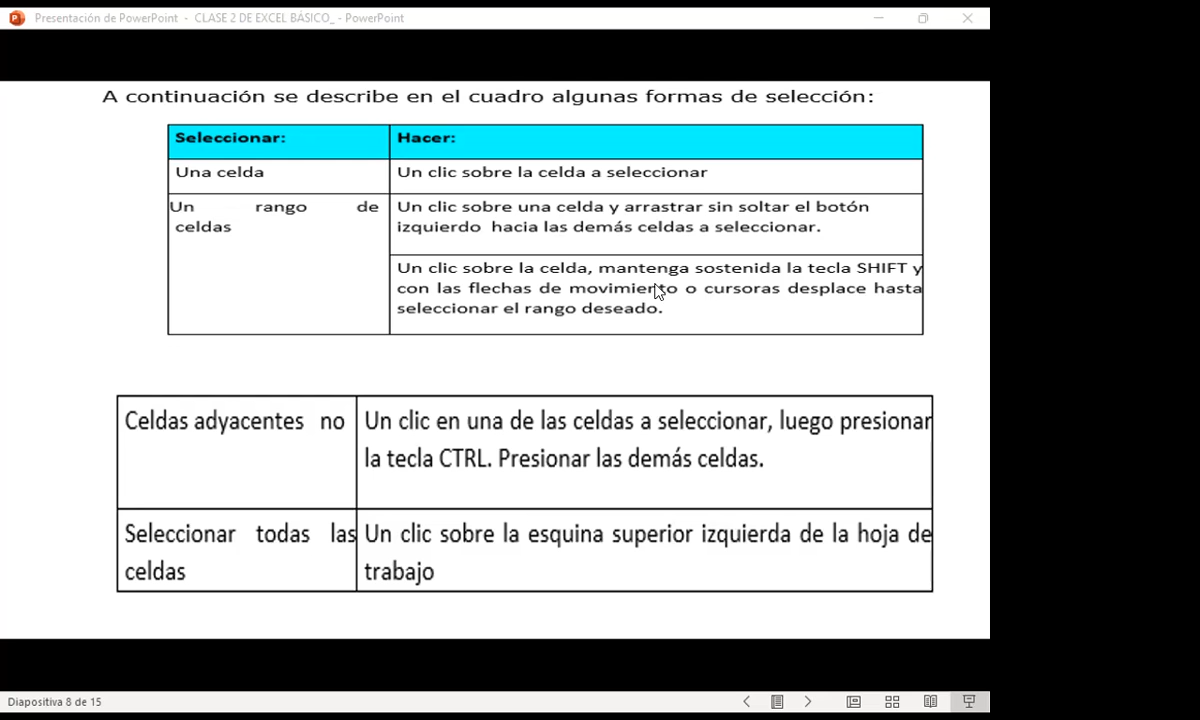 Presentación de PowerPoint - CLASE 2 DE EXCEL BÁSICO_ - PowerPoint
A continuación se describe en el cuadro algunas formas de selección:
Seleccionar: Hacer:
Una celda Un clic sobre la celda a seleccionar
Un rango de celdas
Un clic sobre una celda y arrastrar sin soltar el botón
izquierdo hacia las demás celdas a seleccionar.
Un clic sobre la celda, mantenga sostenida la tecla SHIFT y
con las flechas de movimiento o cursoras desplace hasta
seleccionar el rango deseado.
Celdas adyacentes no
Un clic en una de las celdas a seleccionar, luego presionar
la tecla CTRL. Presionar las demás celdas.
Seleccionar todas las
celdas
Un clic sobre la esquina superior izquierda de la hoja de
trabajo
Diapositiva 8 de 15